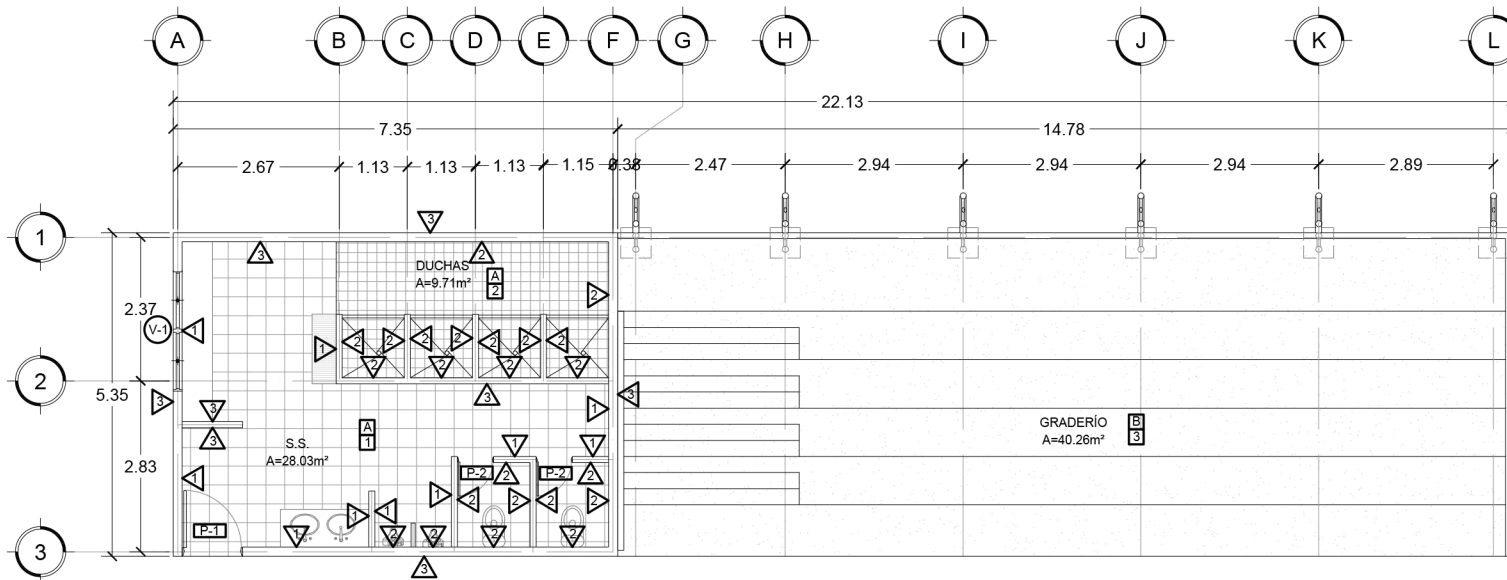 A B C D E F G H I J K L
22.13
7.35 14.78
2.67 1.13 1.13 1.13 1.15 0.38 2.47 2.94 2.94 2.94 2.89
3
1
3 2
DUCHAS
A=9.71m²
A
2
2
2.37
V-1
1
1
2 2 2 2 2 2 2
2 2 2 2
2
5.35
3
3
3
1
3
3
A
1
S.S.
A=28.03m²
GRADERÍO
A=40.26m²
B
3
2.83
1 1
P-2 2 P-2 2
1
1 2 2 2 2
1 1
P-1
1 2 2 2 2
3
3